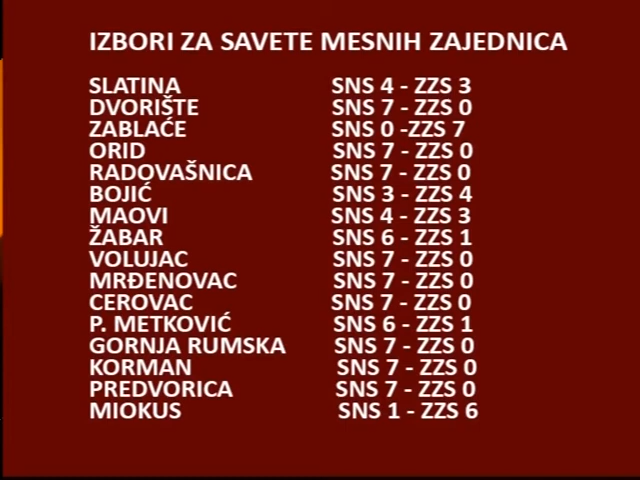 IZBORI ZA SAVETE MESNIH ZAJEDNICA
SLATINA SNS 4 - ZZS 3
DVORIŠTE SNS 7 - ZZS 0
ZABLAĆE SNS 0 -ZZS 7
ORID SNS 7 - ZZS 0
RADOVAŠNICA SNS 7 - ZZS 0
BOJIĆ SNS 3 - ZZS 4
MAOVI SNS 4 - ZZS 3
ŽABAR SNS 6 - ZZS 1
VOLUJAC SNS 7 - ZZS 0
MRĐENOVAC SNS 7 - ZZS 0
CEROVAC SNS 7 - ZZS 0
P. METKOVIĆ SNS 6 - ZZS 1
GORNJA RUMSKA SNS 7 - ZZS 0
KORMAN SNS 7 - ZZS 0
PREDVORICA SNS 7 - ZZS 0
MIOKUS SNS 1 - ZZS 6